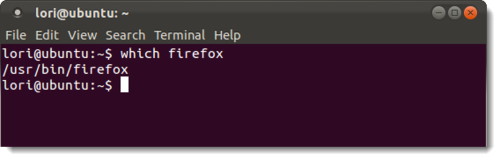 lori@ubuntu: ~
File Edit View Search Terminal Help
lori@ubuntu:~$ which firefox
/usr/bin/firefox
lori@ubuntu:~$